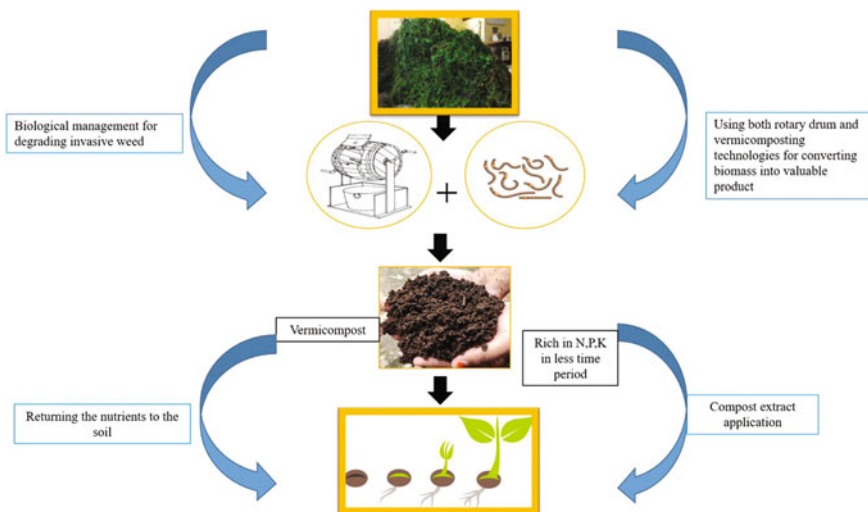 Biological management for
degrading invasive weed
Using both rotary drum and
vermicomposting
technologies for converting
biomass into valuable
product
+
Vermicompost
Rich in N,P,K
in less time
period
Returning the nutrients to the
soil
Compost extract
application